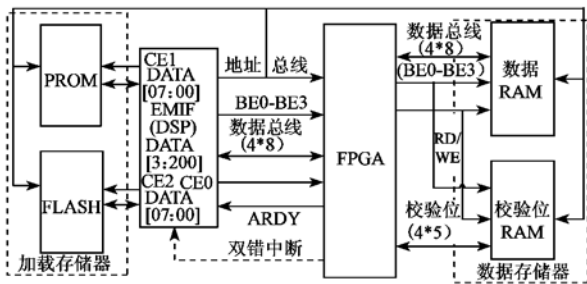 PROM
FLASH
加载存储器
CE1
DATA
[07:00]
EMIF
(DSP)
DATA
[3:200]
CE2 CE0
DATA
[07:00]
地址 总线
BE0-BE3
数据总线
(4*8)
ARDY
双错中断
FPGA
数据总线
(4*8)
(BE0-BE3)
RD/
WE
校验位
(4*5)
数据
RAM
校验位
RAM
数据存储器